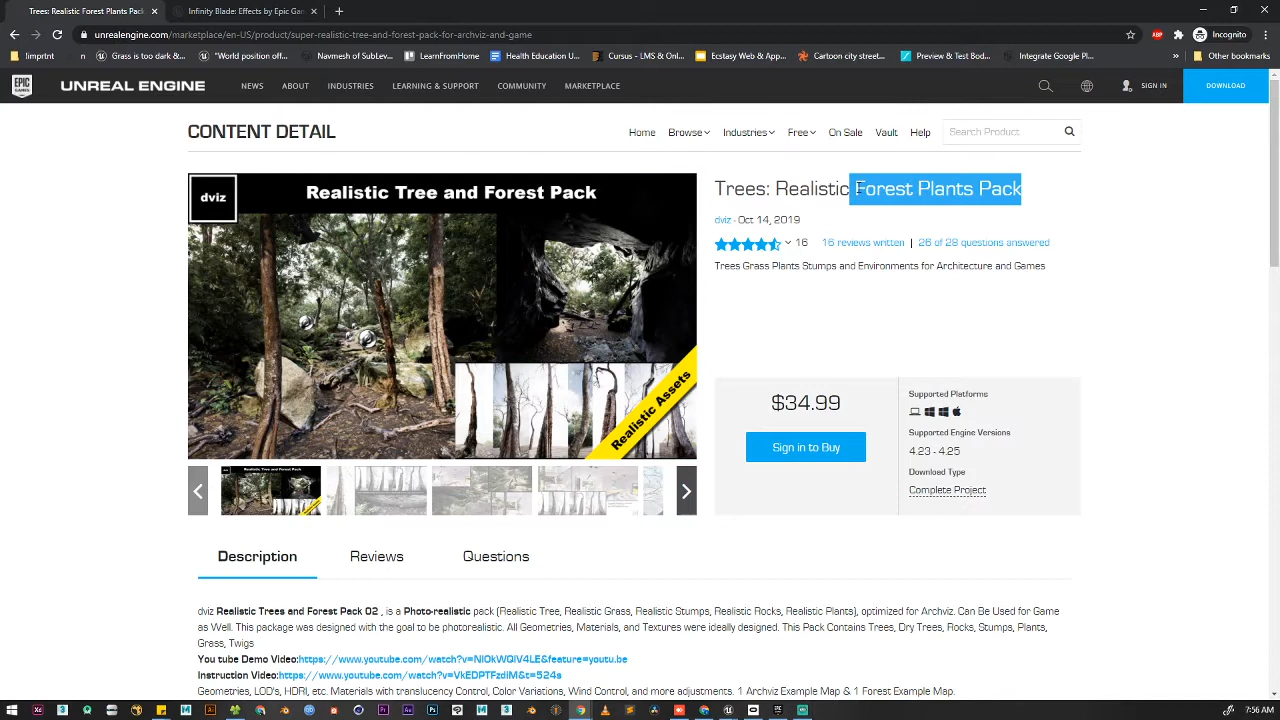 Trees: Realistic Forest Plants Pack
Infinity Blade: Effects by Epic Ga
Incognito
unrealengine.com/marketplace/en-US/product/super-realistic-tree-and-forest-pack-for-archviz-and-game
limprtnt
Grass is too dark &...
"World position...
Navmesh of SubLev...
LearnFromHome
Health Education U...
Cursus - LMS & Onl...
Ecstasy Web & App...
Cartoon city street...
Preview & Test Bod...
Integrate Google Pl...
»
Other bookmarks
EPIC GAMES
UNREAL ENGINE
NEWS
ABOUT
INDUSTRIES
LEARNING & SUPPORT
COMMUNITY
MARKETPLACE
SIGN IN
DOWNLOAD
CONTENT DETAIL
Home
Browse
Industries
Free
On Sale
Vault
Help
Search Product
dviz
Realistic Tree and Forest Pack
Realistic Assets
Trees: Realistic Forest Plants Pack
dviz - Oct 14, 2019
16 16 reviews written | 26 of 28 questions answered
Trees Grass Plants Stumps and Environments for Architecture and Games
$34.99
Sign in to Buy
Supported Platforms
Supported Engine Versions
4.23 - 4.25
Download Type
Complete Project
Description
Reviews
Questions
dviz Realistic Trees and Forest Pack 02 , is a Photo-realistic pack (Realistic Tree, Realistic Grass, Realistic Stumps, Realistic Rocks, Realistic Plants), optimized for Archviz. Can Be Used for Game
as Well. This package was designed with the goal to be photorealistic. All Geometries, Materials, and Textures were ideally designed. This Pack Contains Trees, Dry Trees, Rocks, Stumps, Plants,
Grass, Twigs
You tube Demo Video:https://www.youtube.com/watch?v=NlOkWQlV4LE&feature=youtu.be
Instruction Video:https://www.youtube.com/watch?v=VkEDPTFzdiM&t=524s
Geometries, LOD's, HDRI, etc. Materials with translucency Control, Color Variations, Wind Control, and more adjustments. 1 Archviz Example Map & 1 Forest Example Map.
7:56 AM